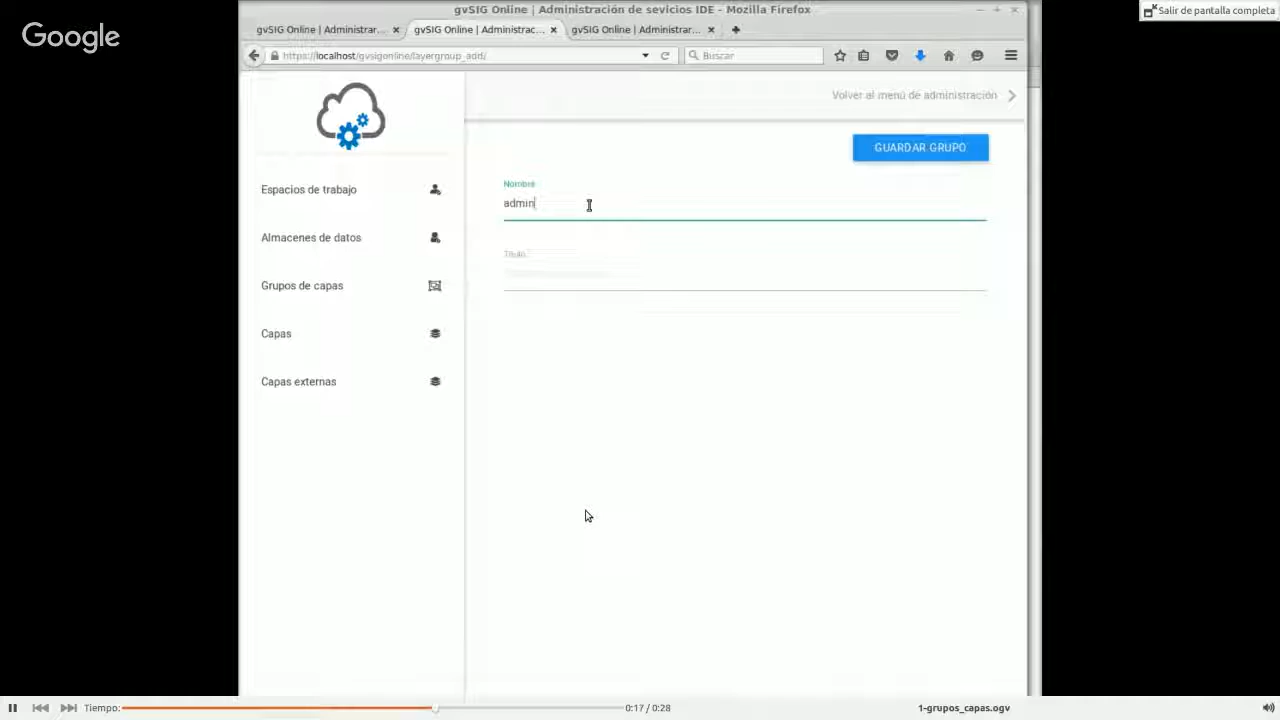 Google
gvSIG Online | Administración de sevicios IDE - Mozilla Firefox
Salir de pantalla completa
gvSIG Online | Administrar...
gvSIG Online | Administrac...
gvSIG Online | Administrar...
https://localhost/gvsigonline/layergroup_add/
Buscar
Volver al menú de administración
GUARDAR GRUPO
Nombre
admin
Título
Espacios de trabajo
Almacenes de datos
Grupos de capas
Capas
Capas externas
Tiempo:
0:17 / 0:28
1-grupos_capas.ogv